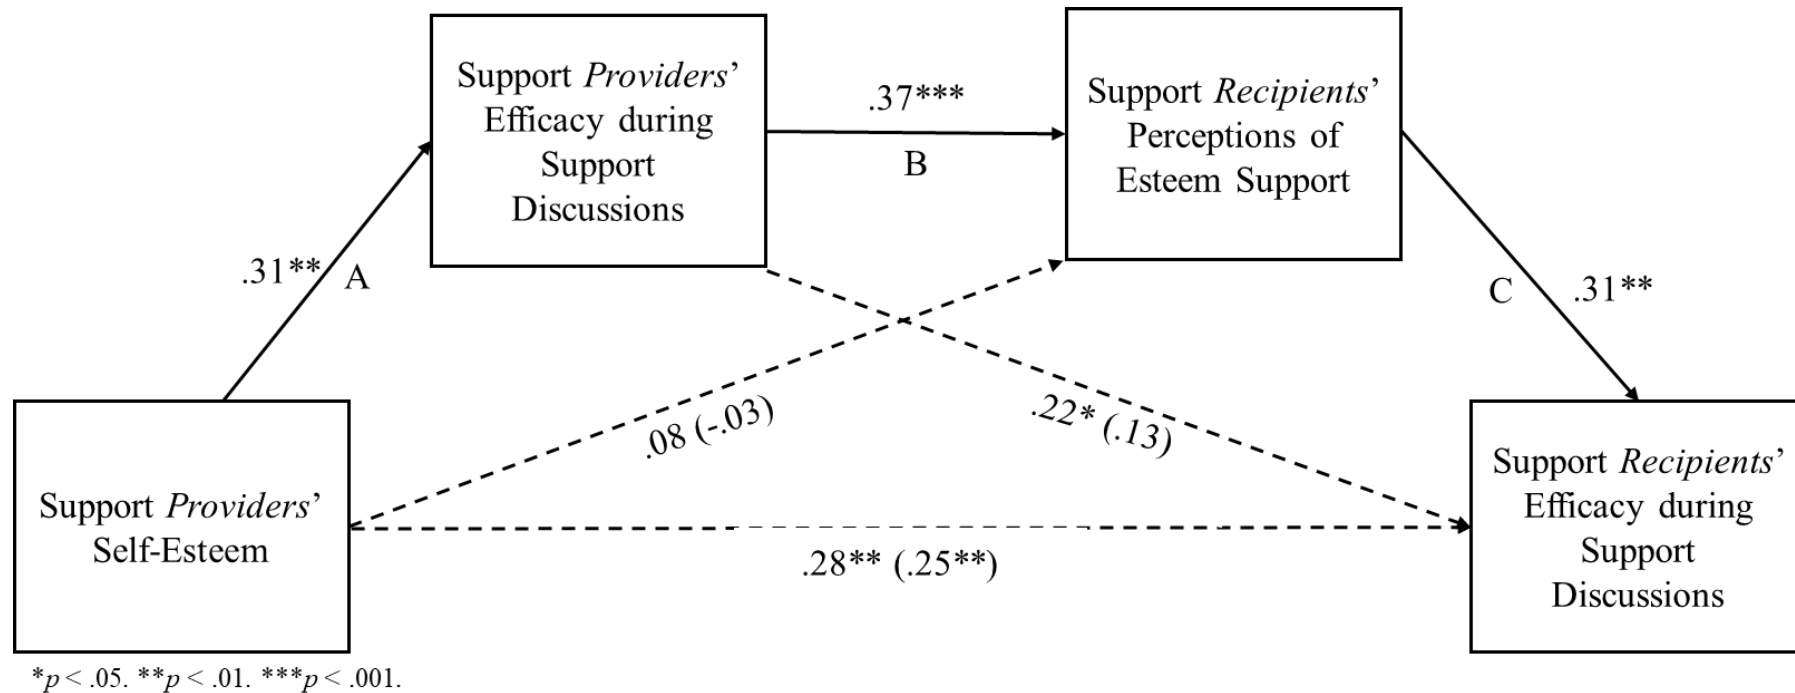 Support Providers’
Efficacy during
Support
Discussions
.37***
B
Support Recipients’
Perceptions of
Esteem Support
.31**
A
C
.31**
.08 (-.03)
.22* (.13)
Support Providers’
Self-Esteem
.28** (.25**)
Support Recipients’
Efficacy during
Support
Discussions
*p < .05. **p < .01. ***p < .001.